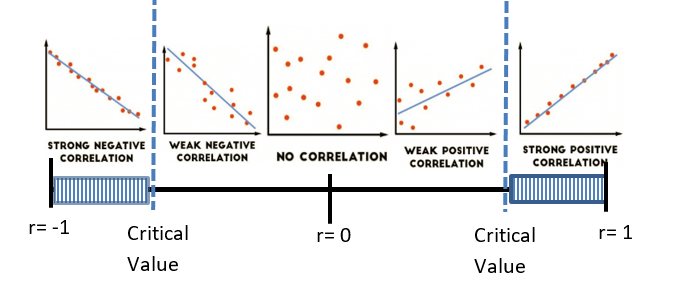 STRONG NEGATIVE
CORRELATION
WEAK NEGATIVE
CORRELATION
NO CORRELATION
WEAK POSITIVE
CORRELATION
STRONG POSITIVE
CORRELATION
r= -1
Critical
Value
r= 0
Critical
Value
r= 1